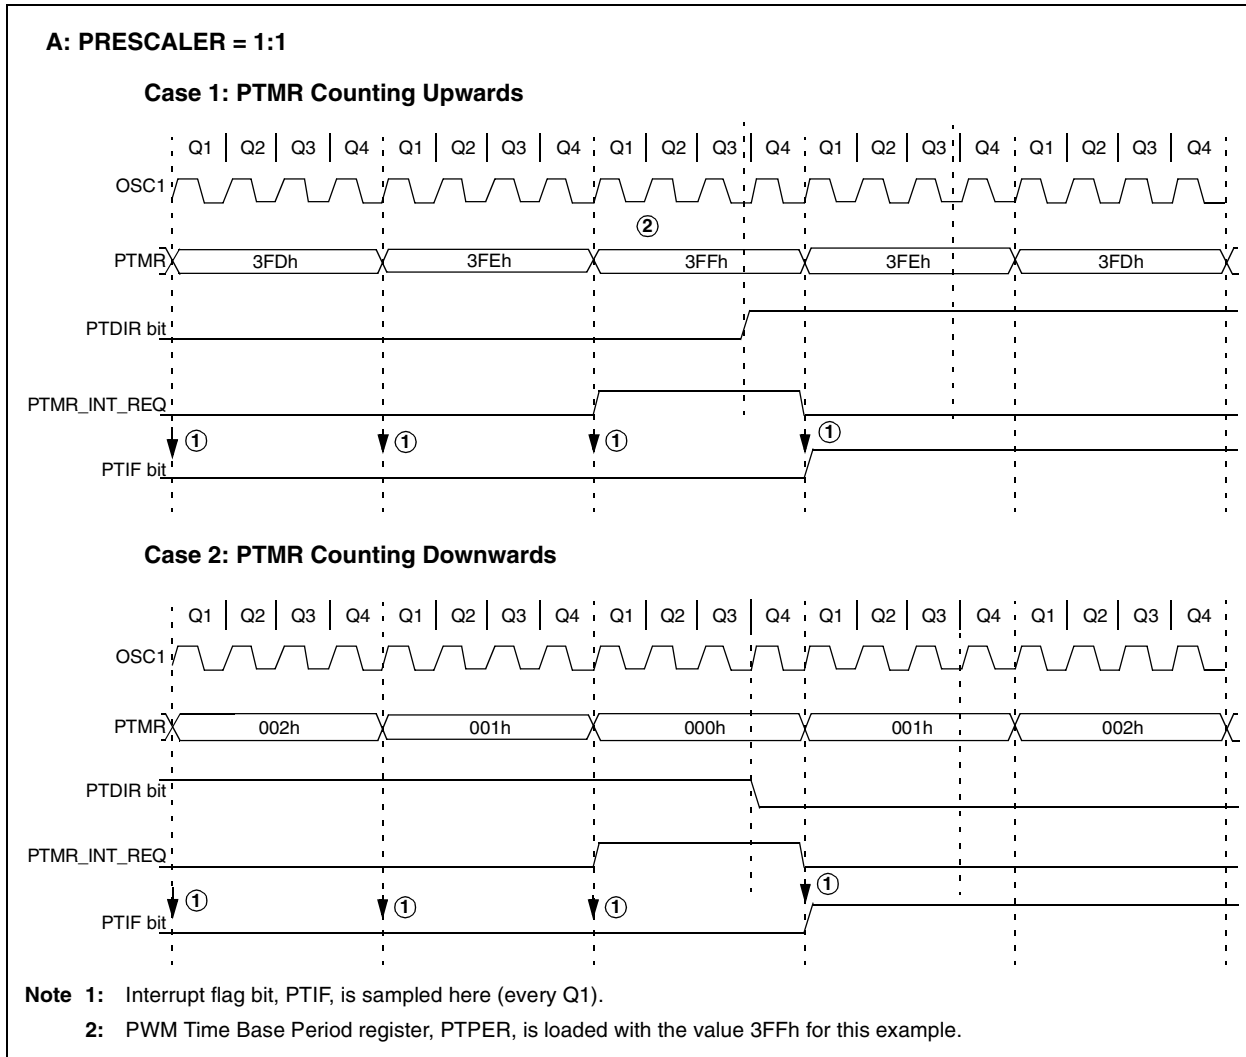 A: PRESCALER = 1:1
Case 1: PTMR Counting Upwards
Q1 Q2 Q3 Q4 Q1 Q2 Q3 Q4 Q1 Q2 Q3 Q4 Q1 Q2 Q3 Q4 Q1 Q2 Q3 Q4
OSC1
2
PTMR 3FDh 3FEh 3FFh 3FEh 3FDh
PTDIR bit
PTMR_INT_REQ
1 1 1 1
PTIF bit
Case 2: PTMR Counting Downwards
Q1 Q2 Q3 Q4 Q1 Q2 Q3 Q4 Q1 Q2 Q3 Q4 Q1 Q2 Q3 Q4 Q1 Q2 Q3 Q4
OSC1
PTMR 002h 001h 000h 001h 002h
PTDIR bit
PTMR_INT_REQ
1 1 1 1
PTIF bit
Note 1: Interrupt flag bit, PTIF, is sampled here (every Q1).
2: PWM Time Base Period register, PTPER, is loaded with the value 3FFh for this example.